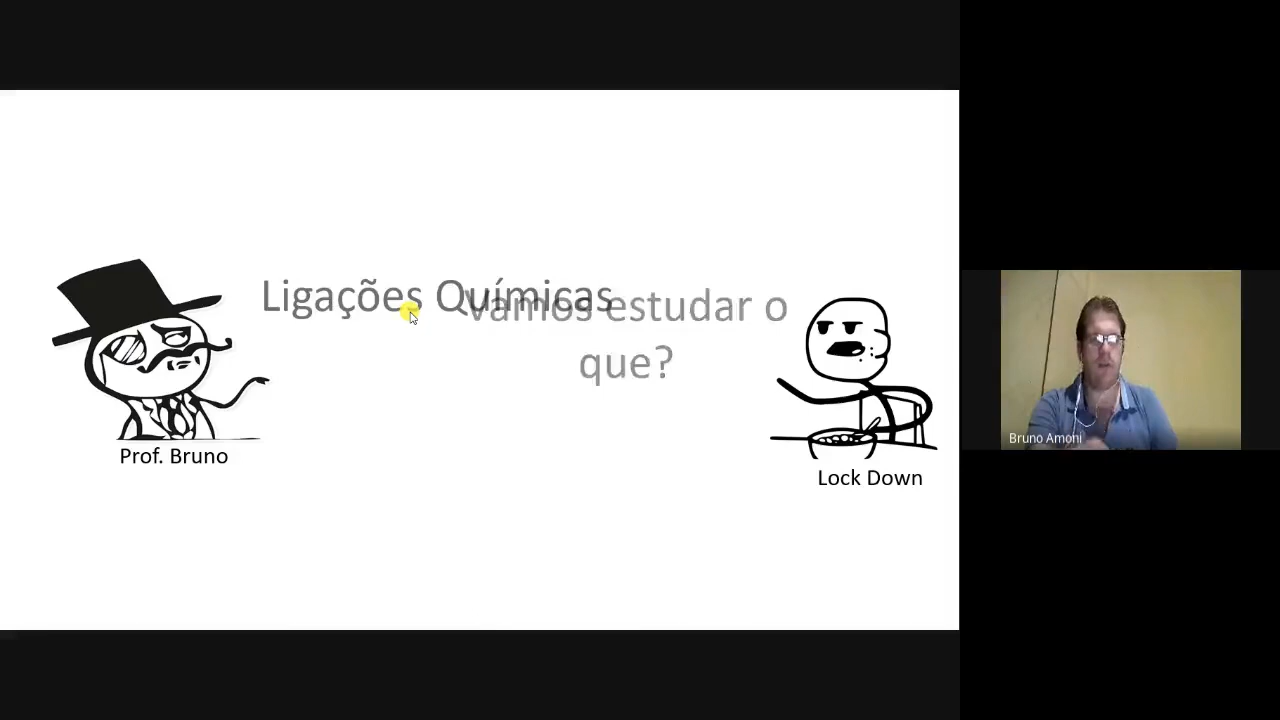 Ligações Químicas
Vamos estudar o
que?
Prof. Bruno
Lock Down
Bruno Amoni